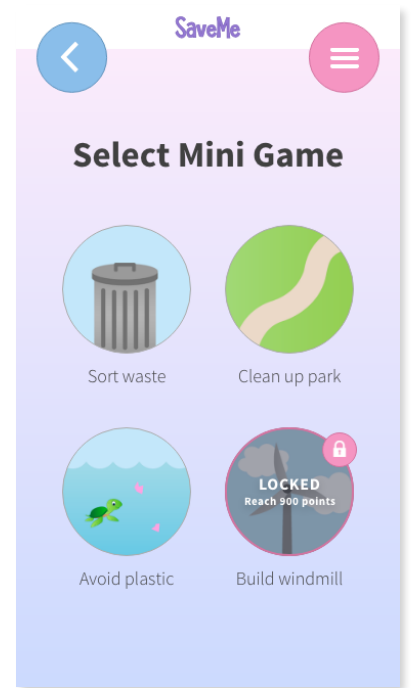 SaveMe
Select Mini Game
Sort waste
Clean up park
LOCKED
Reach 900 points
Avoid plastic
Build windmill